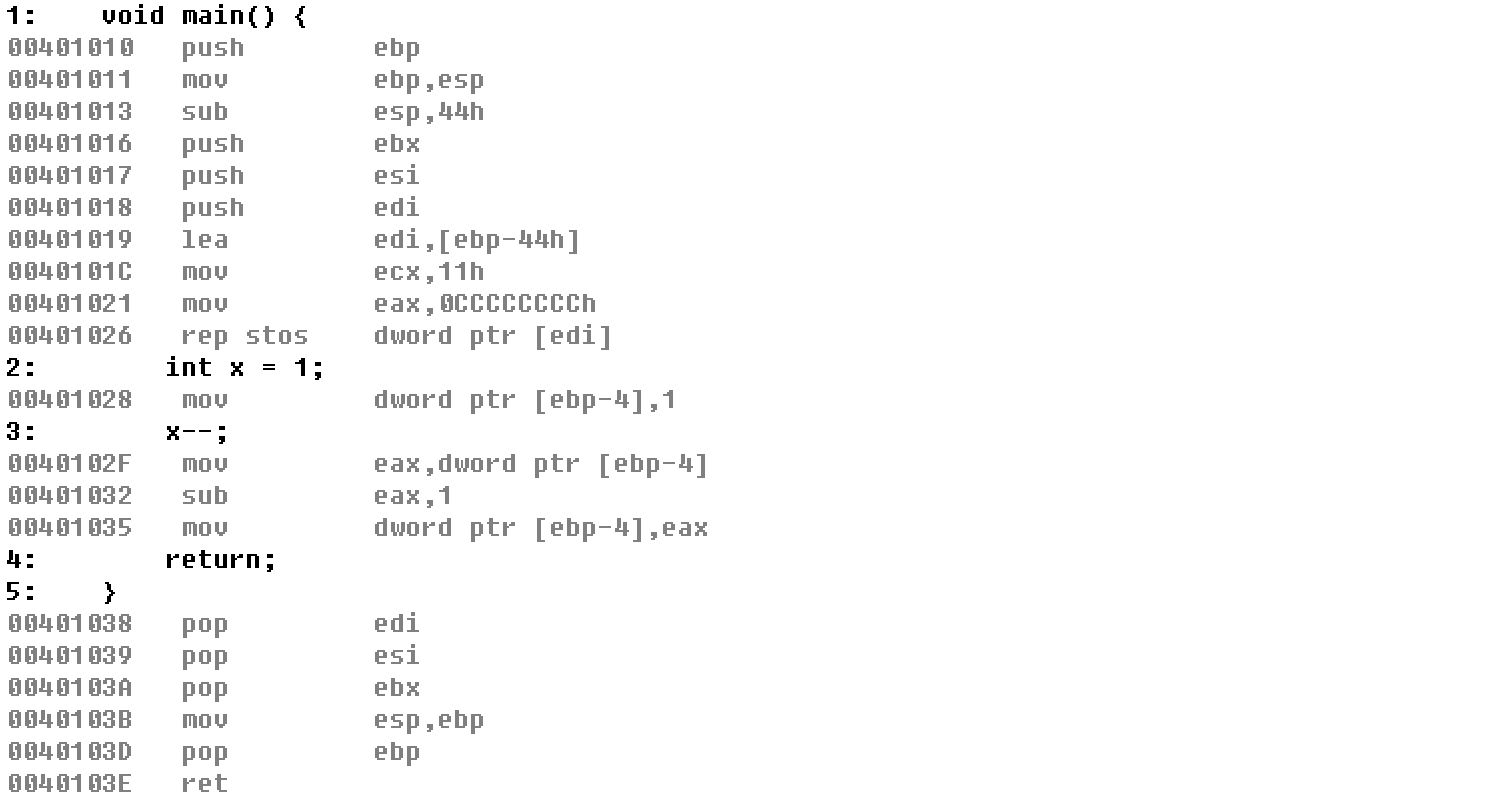 1:    void main() {
00401010   push        ebp
00401011   mov         ebp,esp
00401013   sub         esp,44h
00401016   push        ebx
00401017   push        esi
00401018   push        edi
00401019   lea         edi,[ebp-44h]
0040101C   mov         ecx,11h
00401021   mov         eax,0CCCCCCCCh
00401026   rep stos    dword ptr [edi]
2:        int x = 1;
00401028   mov         dword ptr [ebp-4],1
3:        x--;
0040102F   mov         eax,dword ptr [ebp-4]
00401032   sub         eax,1
00401035   mov         dword ptr [ebp-4],eax
4:        return;
5:    }
00401038   pop         edi
00401039   pop         esi
0040103A   pop         ebx
0040103B   mov         esp,ebp
0040103D   pop         ebp
0040103E   ret